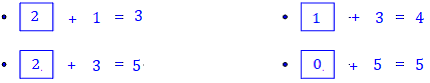 • 2 + 1 = 3
• 1 + 3 = 4
• 2. + 3 = 5
• 0. + 5 = 5